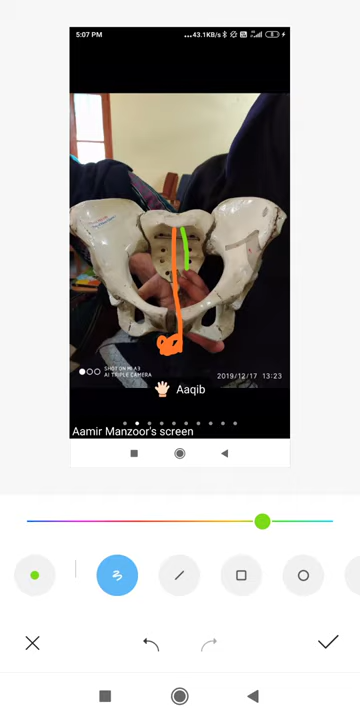 5:07 PM
...43.1KB/s
SHOT ON MI A3
AI TRIPLE CAMERA
2019/12/17 13:23
Aaqib
Aamir Manzoor's screen